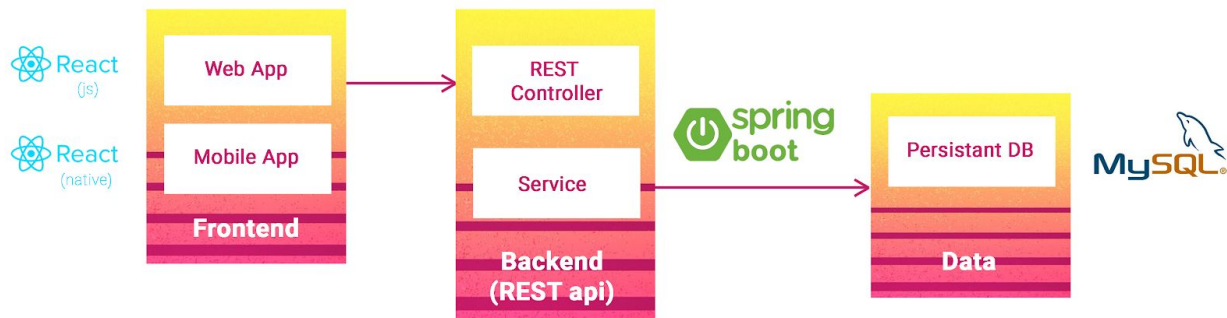 React
(js)
React
(native)
Web App
Mobile App
Frontend
REST
Controller
Service
Backend
(REST api)
spring
boot
Persistant DB
Data
MySQL®